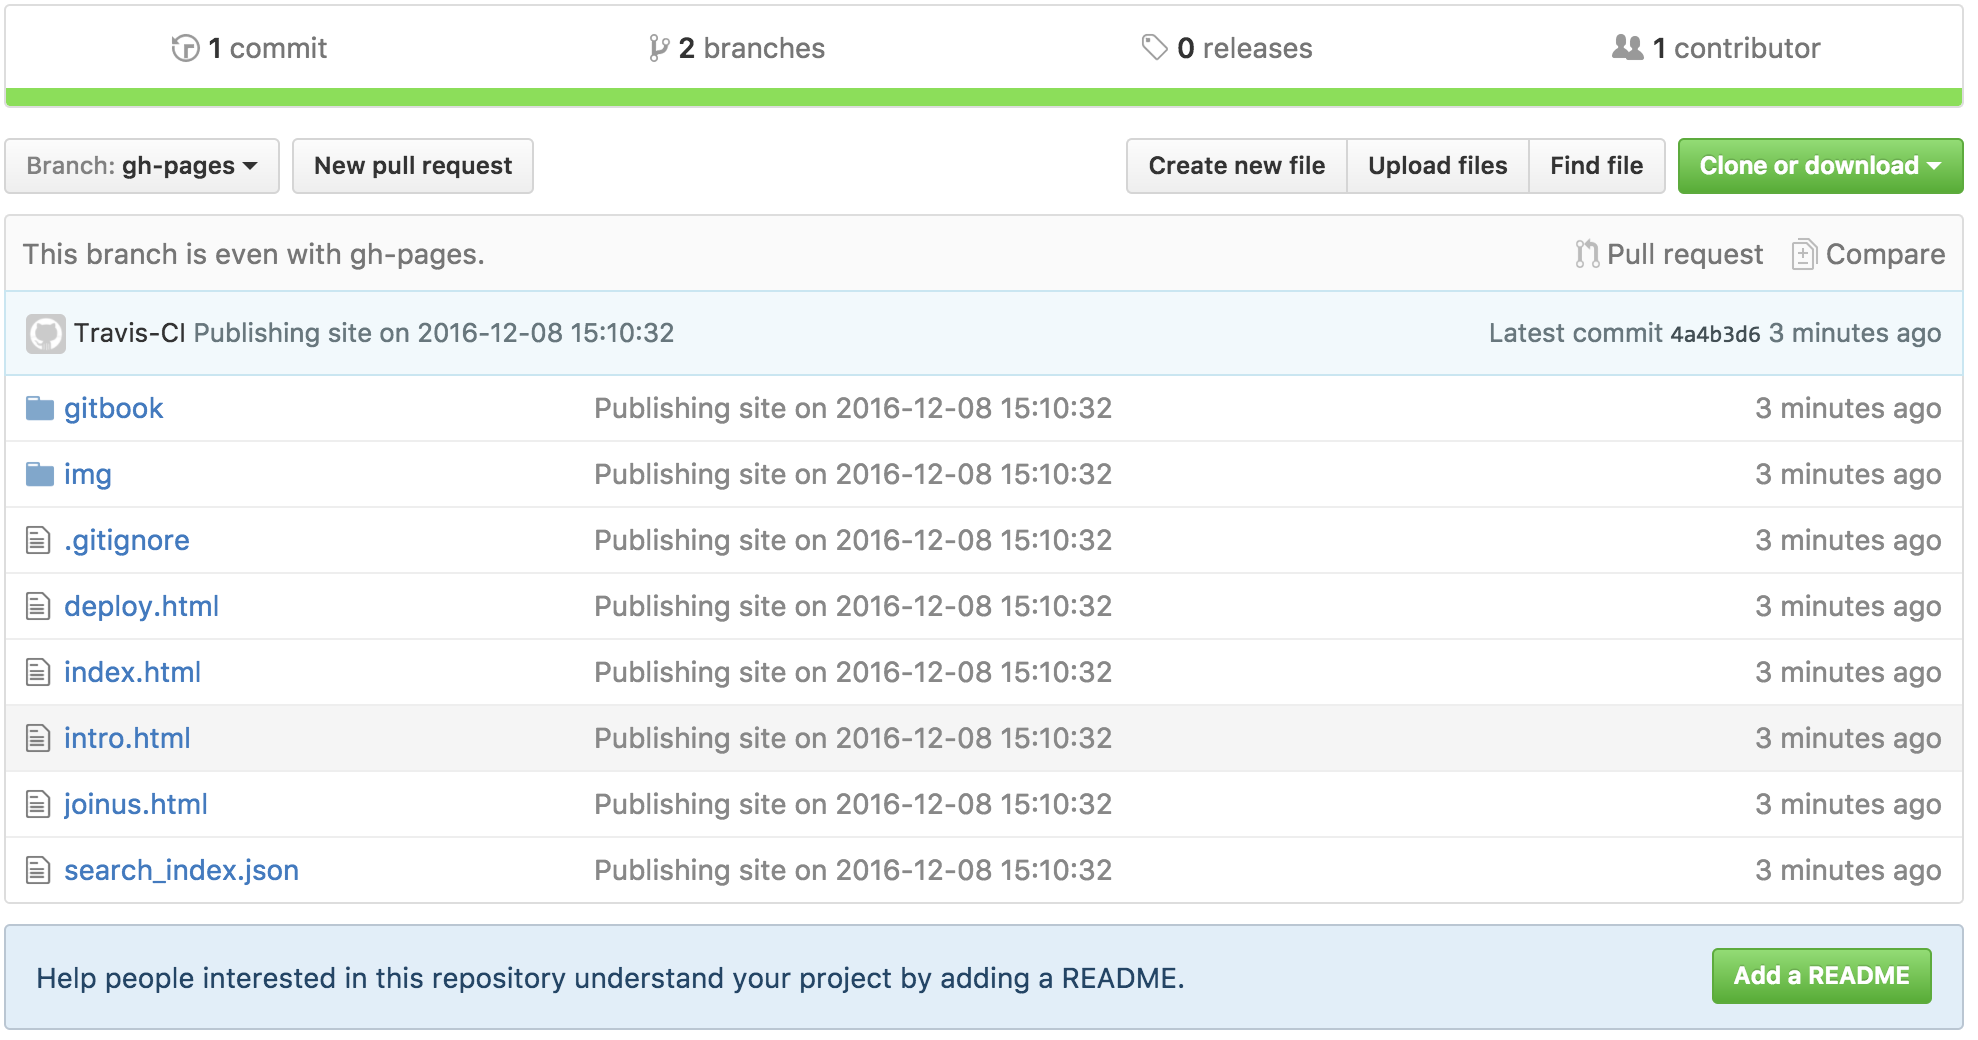 1 commit 2 branches 0 releases 1 contributor
Branch: gh-pages New pull request Create new file Upload files Find file Clone or download
This branch is even with gh-pages. Pull request Compare
Travis-CI Publishing site on 2016-12-08 15:10:32 Latest commit 4a4b3d6 3 minutes ago
gitbook Publishing site on 2016-12-08 15:10:32 3 minutes ago
img Publishing site on 2016-12-08 15:10:32 3 minutes ago
.gitignore Publishing site on 2016-12-08 15:10:32 3 minutes ago
deploy.html Publishing site on 2016-12-08 15:10:32 3 minutes ago
index.html Publishing site on 2016-12-08 15:10:32 3 minutes ago
intro.html Publishing site on 2016-12-08 15:10:32 3 minutes ago
joinus.html Publishing site on 2016-12-08 15:10:32 3 minutes ago
search_index.json Publishing site on 2016-12-08 15:10:32 3 minutes ago
Help people interested in this repository understand your project by adding a README. Add a README